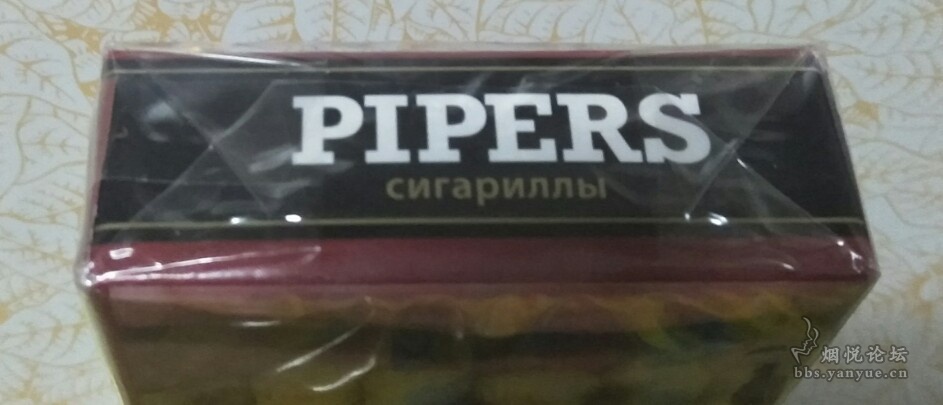 PIPERS
сигариллы
烟悦论坛
bbs.yanyue.cn